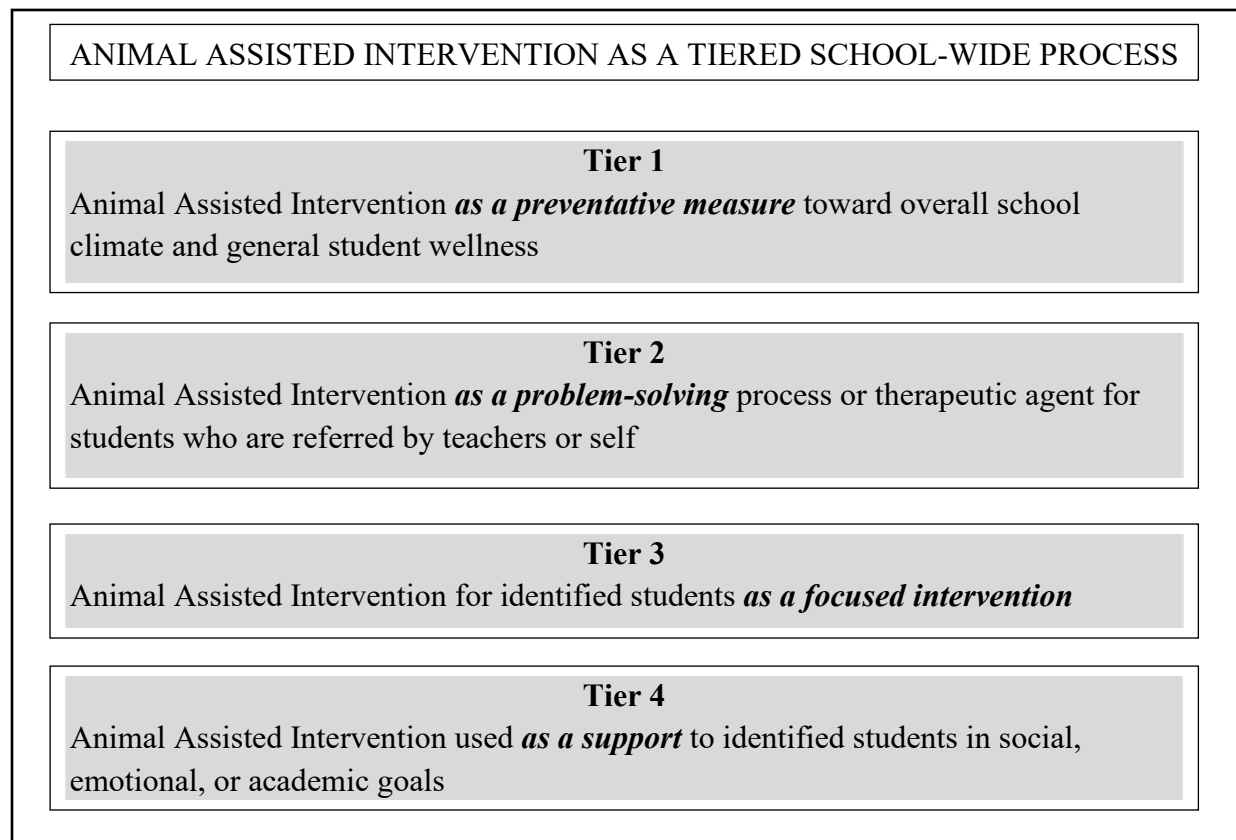 ANIMAL ASSISTED INTERVENTION AS A TIERED SCHOOL-WIDE PROCESS
Tier 1
Animal Assisted Intervention as a preventative measure toward overall school
climate and general student wellness
Tier 2
Animal Assisted Intervention as a problem-solving process or therapeutic agent for
students who are referred by teachers or self
Tier 3
Animal Assisted Intervention for identified students as a focused intervention
Tier 4
Animal Assisted Intervention used as a support to identified students in social,
emotional, or academic goals